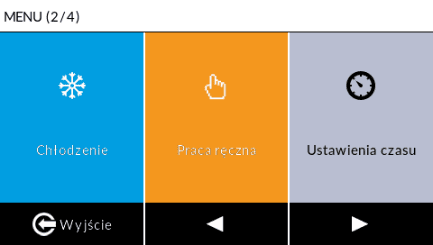 MENU (2/4)
Chłodzenie
Praca ręczna
Ustawienia czasu
Wyjście